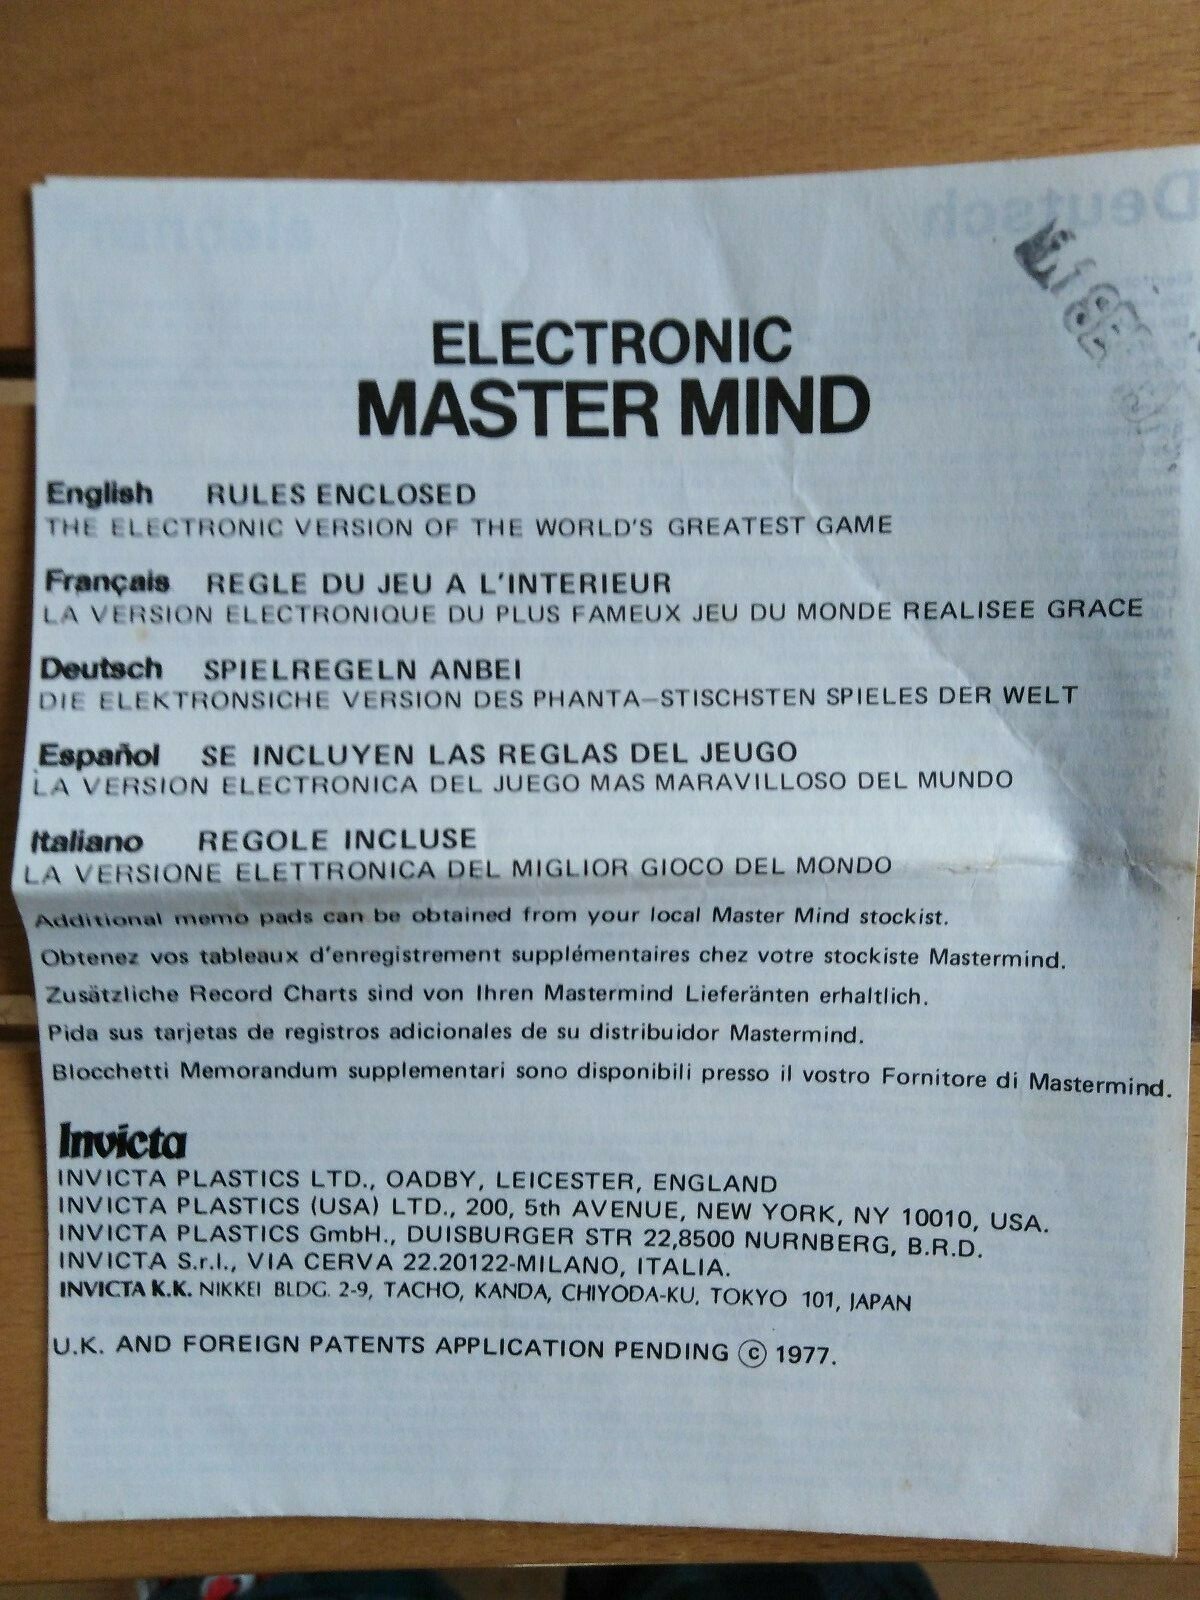 Deutsch
ELECTRONIC
MASTER MIND
English RULES ENCLOSED
THE ELECTRONIC VERSION OF THE WORLD'S GREATEST GAME
Français REGLE DU JEU A L'INTERIEUR
LA VERSION ELECTRONIQUE DU PLUS FAMEUX JEU DU MONDE REALISEE GRACE
Deutsch SPIELREGELN ANBEI
DIE ELEKTRONSICHE VERSION DES PHANTA–STISCHSTEN SPIELES DER WELT
Español SE INCLUYEN LAS REGLAS DEL JEUGO
LA VERSION ELECTRONICA DEL JUEGO MAS MARAVILLOSO DEL MUNDO
Italiano REGOLE INCLUSE
LA VERSIONE ELETTRONICA DEL MIGLIOR GIOCO DEL MONDO
Additional memo pads can be obtained from your local Master Mind stockist.
Obtenez vos tableaux d'enregistrement supplémentaires chez votre stockiste Mastermind.
Zusätzliche Record Charts sind von Ihren Mastermind Lieferänten erhaltlich.
Pida sus tarjetas de registros adicionales de su distribuidor Mastermind.
Blocchetti Memorandum supplementari sono disponibili presso il vostro Fornitore di Mastermind.
Invicta
INVICTA PLASTICS LTD., OADBY, LEICESTER, ENGLAND
INVICTA PLASTICS (USA) LTD., 200, 5th AVENUE, NEW YORK, NY 10010, USA.
INVICTA PLASTICS GmbH., DUISBURGER STR 22,8500 NURNBERG, B.R.D.
INVICTA S.r.l., VIA CERVA 22.20122-MILANO, ITALIA.
INVICTA K.K. NIKKEI BLDG. 2-9, TACHO, KANDA, CHIYODA-KU, TOKYO 101, JAPAN
U.K. AND FOREIGN PATENTS APPLICATION PENDING © 1977.